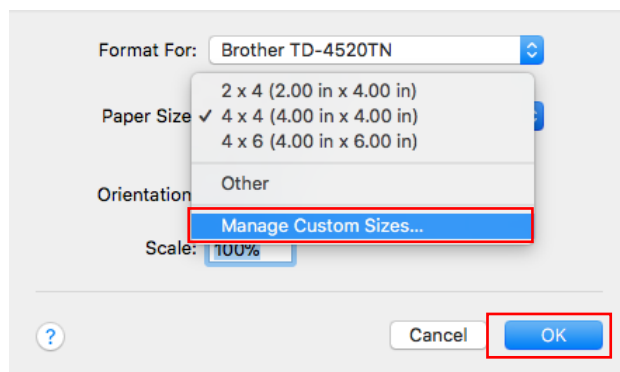 Format For: Brother TD-4520TN
2 x 4 (2.00 in x 4.00 in)
Paper Size ✓ 4 x 4 (4.00 in x 4.00 in)
4 x 6 (4.00 in x 6.00 in)
Other
Orientation
Manage Custom Sizes...
Scale: 100%
? Cancel OK